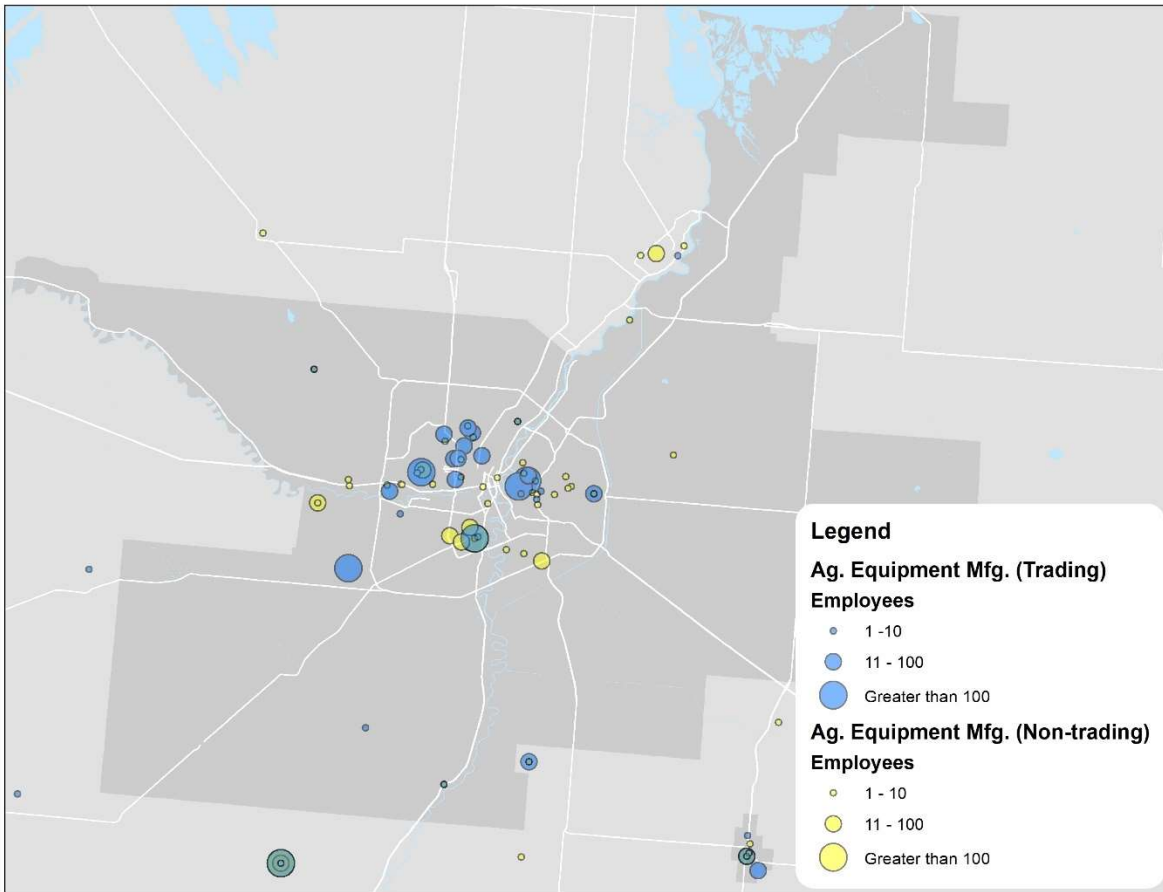 Legend
Ag. Equipment Mfg. (Trading)
Employees
1 -10
11 - 100
Greater than 100
Ag. Equipment Mfg. (Non-trading)
Employees
1 - 10
11 - 100
Greater than 100